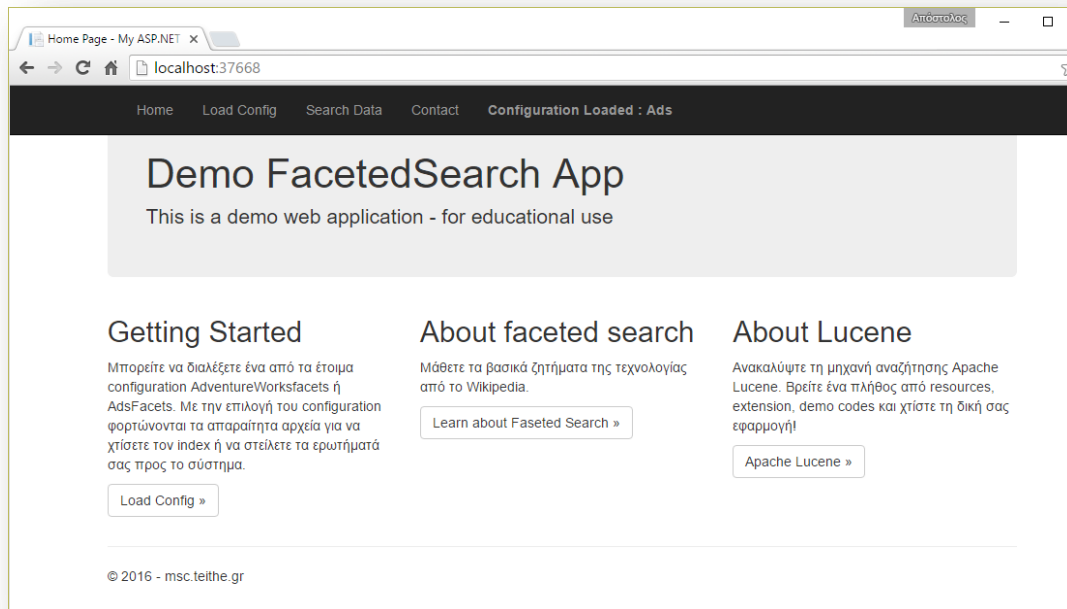 Απόστολος
Home Page - My ASP.NET
localhost:37668
Home Load Config Search Data Contact Configuration Loaded : Ads
Demo FacetedSearch App
This is a demo web application - for educational use
Getting Started
Μπορείτε να διαλέξετε ένα από τα έτοιμα
configuration AdventureWorksfacets ή
AdsFacets. Με την επιλογή του configuration
φορτώνονται τα απαραίτητα αρχεία για να
χτίσετε τον index ή να στείλετε τα ερωτήματά
σας προς το σύστημα.
Load Config »
About faceted search
Μάθετε τα βασικά ζητήματα της τεχνολογίας
από το Wikipedia.
Learn about Faseted Search »
About Lucene
Ανακαλύψτε τη μηχανή αναζήτησης Apache
Lucene. Βρείτε ένα πλήθος από resources,
extension, demo codes και χτίστε τη δική σας
εφαρμογή!
Apache Lucene »
© 2016 - msc.teithe.gr